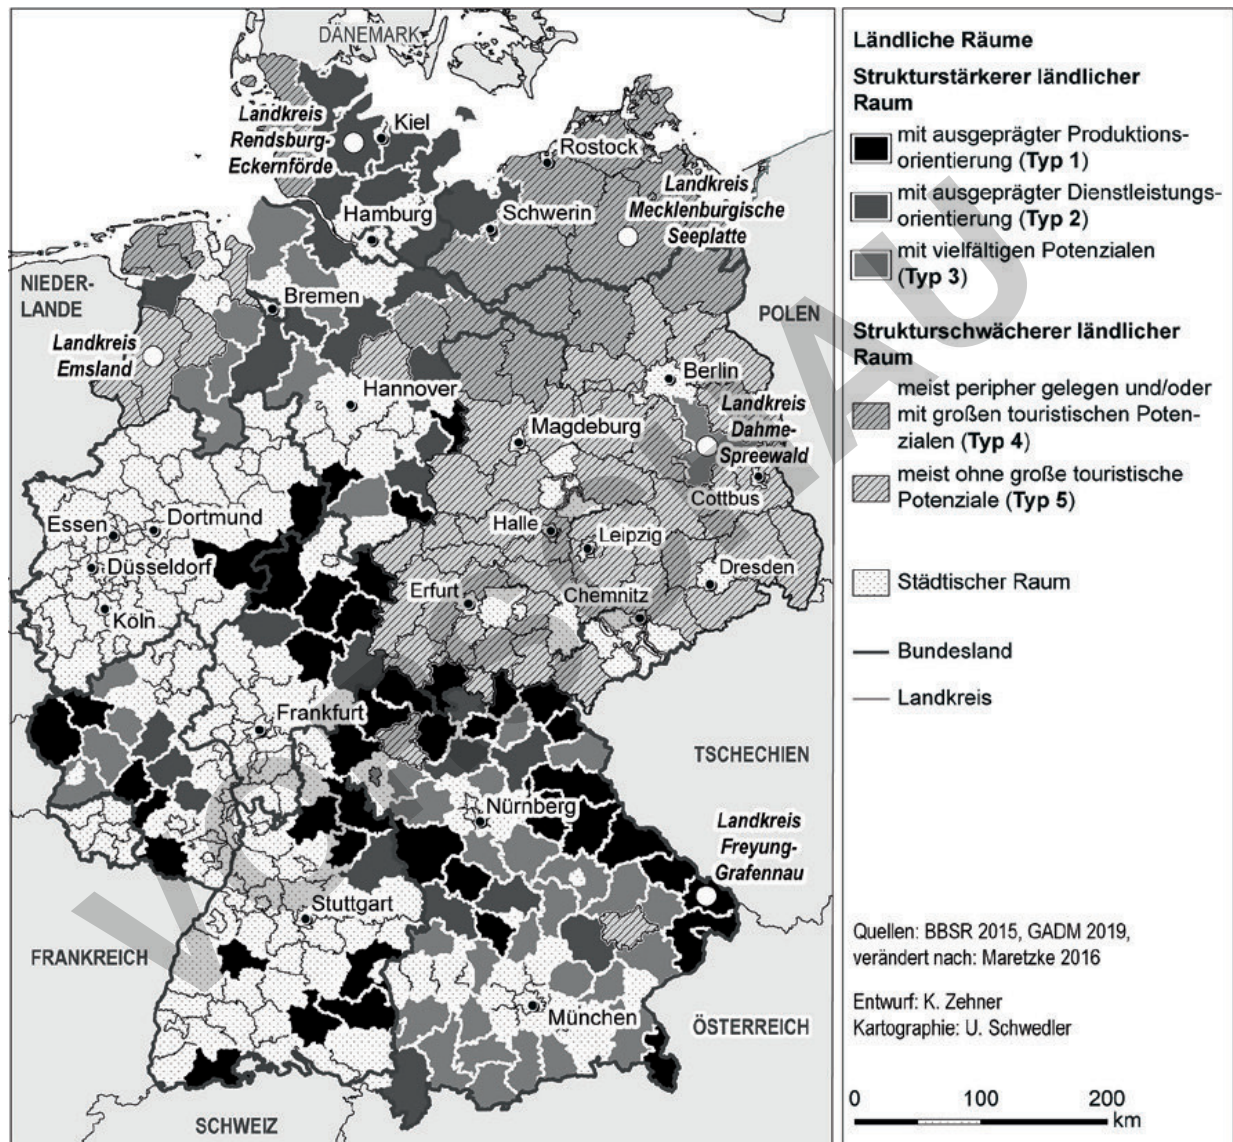 DÄNEMARK
Landkreis
Rendsburg-
Eckernförde
Kiel
Rostock
Landkreis
Mecklenburgische
Seeplatte
Hamburg
Schwerin
NIEDER-
LANDE
Bremen
POLEN
Landkreis
Emsland
Berlin
Hannover
Landkreis
Dahme-
Spreewald
Magdeburg
Cottbus
Essen
Dortmund
Halle
Leipzig
Düsseldorf
Dresden
Erfurt
Chemnitz
Köln
Frankfurt
TSCHECHIEN
Nürnberg
Landkreis
Freyung-
Grafennau
Stuttgart
FRANKREICH
München
ÖSTERREICH
SCHWEIZ
Ländliche Räume
Strukturstärkerer ländlicher
Raum
mit ausgeprägter Produktions-
orientierung (Typ 1)
mit ausgeprägter Dienstleistungs-
orientierung (Typ 2)
mit vielfältigen Potenzialen
(Typ 3)
Strukturschwächerer ländlicher
Raum
meist peripher gelegen und/oder
mit großen touristischen Poten-
zialen (Typ 4)
meist ohne große touristische
Potenziale (Typ 5)
Städtischer Raum
Bundesland
Landkreis
Quellen: BBSR 2015, GADM 2019,
verändert nach: Maretzke 2016
Entwurf: K. Zehner
Kartographie: U. Schwedler
0 100 200
km